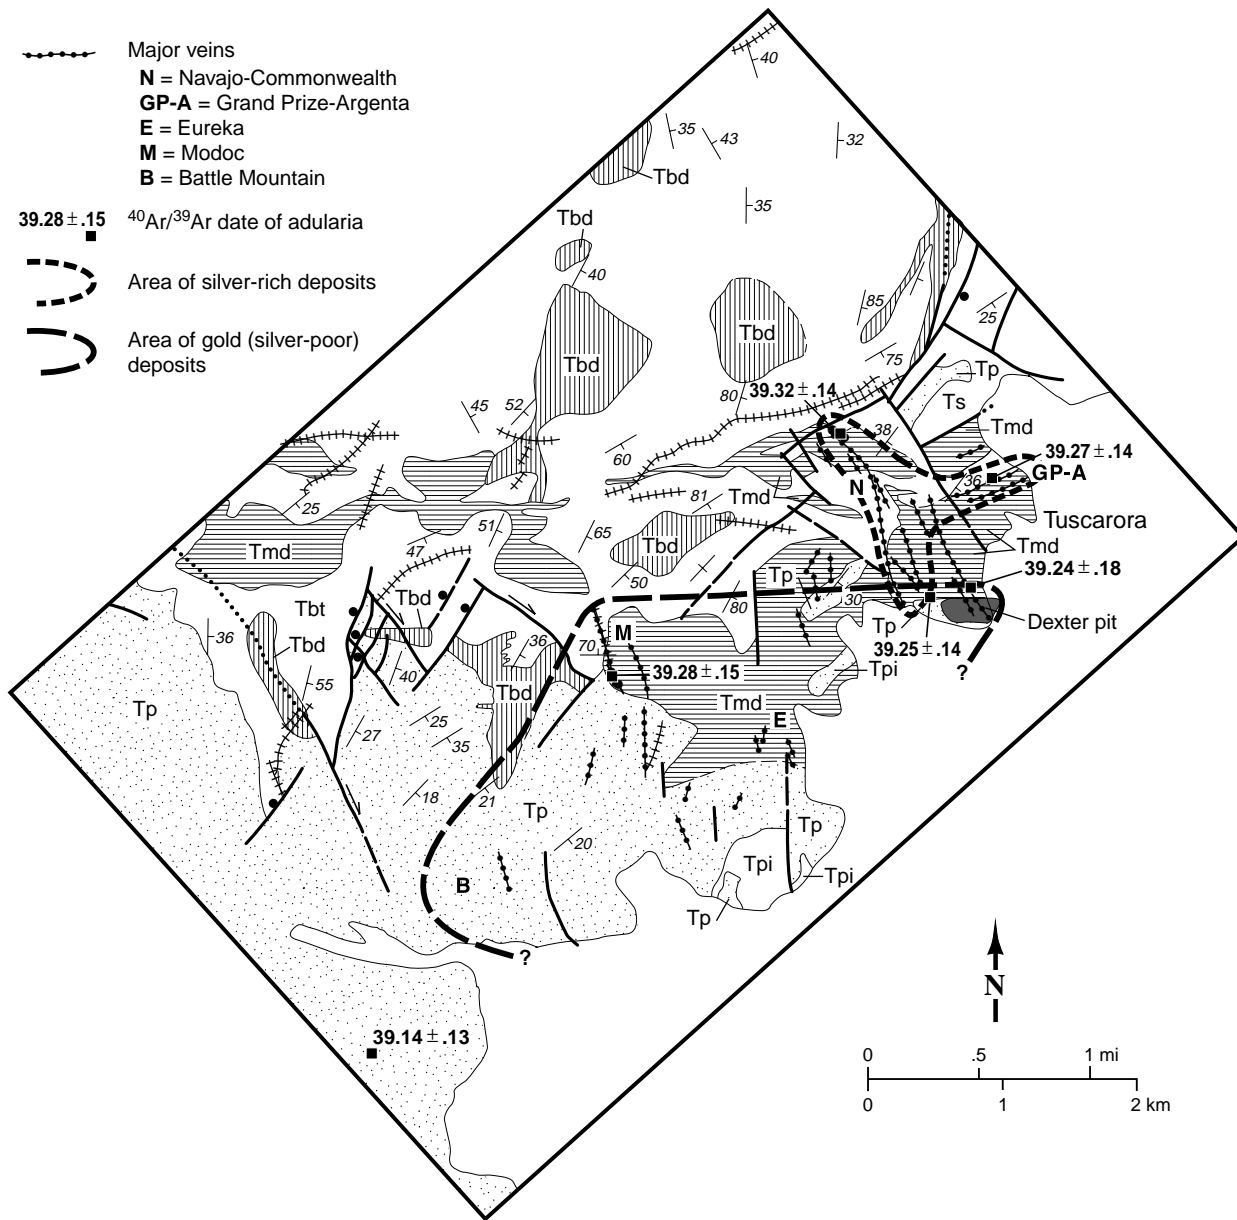 Major veins
N = Navajo-Commonwealth
GP-A = Grand Prize-Argenta
E = Eureka
M = Modoc
B = Battle Mountain
39.28 ± .15
40Ar/39Ar date of adularia
Area of silver-rich deposits
Area of gold (silver-poor)
deposits
40
35
43
32
Tbd
35
Tbd
40
85
25
Tbd
Tbd
75
Tp
80
39.32 ± .14
Ts
45
52
38
Tmd
60
39.27 ± .14
36
GP-A
N
25
81
Tmd
51
65
Tuscarora
Tmd
47
Tbd
Tmd
50
Tp
39.24 ± .18
Tbt
Tbd
80
30
Dexter pit
36
Tbd
M
36
Tp
39.25 ± .14
70
40
Tpi
?
55
39.28 ± .15
Tbd
Tmd
Tp
25
E
27
35
18
21
Tp
20
Tp
Tpi
Tpi
B
Tp
?
N
39.14 ± .13
0
.5
1 mi
0
1
2 km